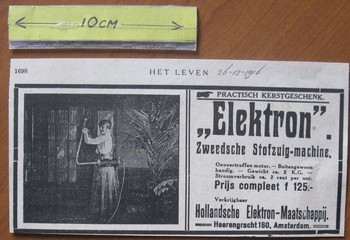 10CM
1698
HET LEVEN 26-12-1916
PRACTISCH KERSTGESCHENK.
„Elektron”.
Zweedsche Stofzuig-machine.
Onovertroffen motor. — Buitengewoon
handig. — Gewicht ca. 2 K.G. —
Stroomverbruik ca. 2 cent per uur.
Prijs compleet f 125.-
Verkrijgbaar
Hollandsche Elektron-Maatschappij.
Heerengracht 160, Amsterdam.